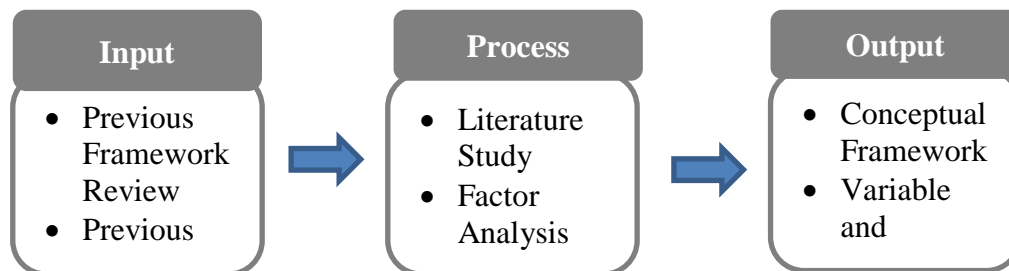 Input
• Previous
Framework
Review
• Previous
Process
• Literature
Study
• Factor
Analysis
Output
• Conceptual
Framework
• Variable
and